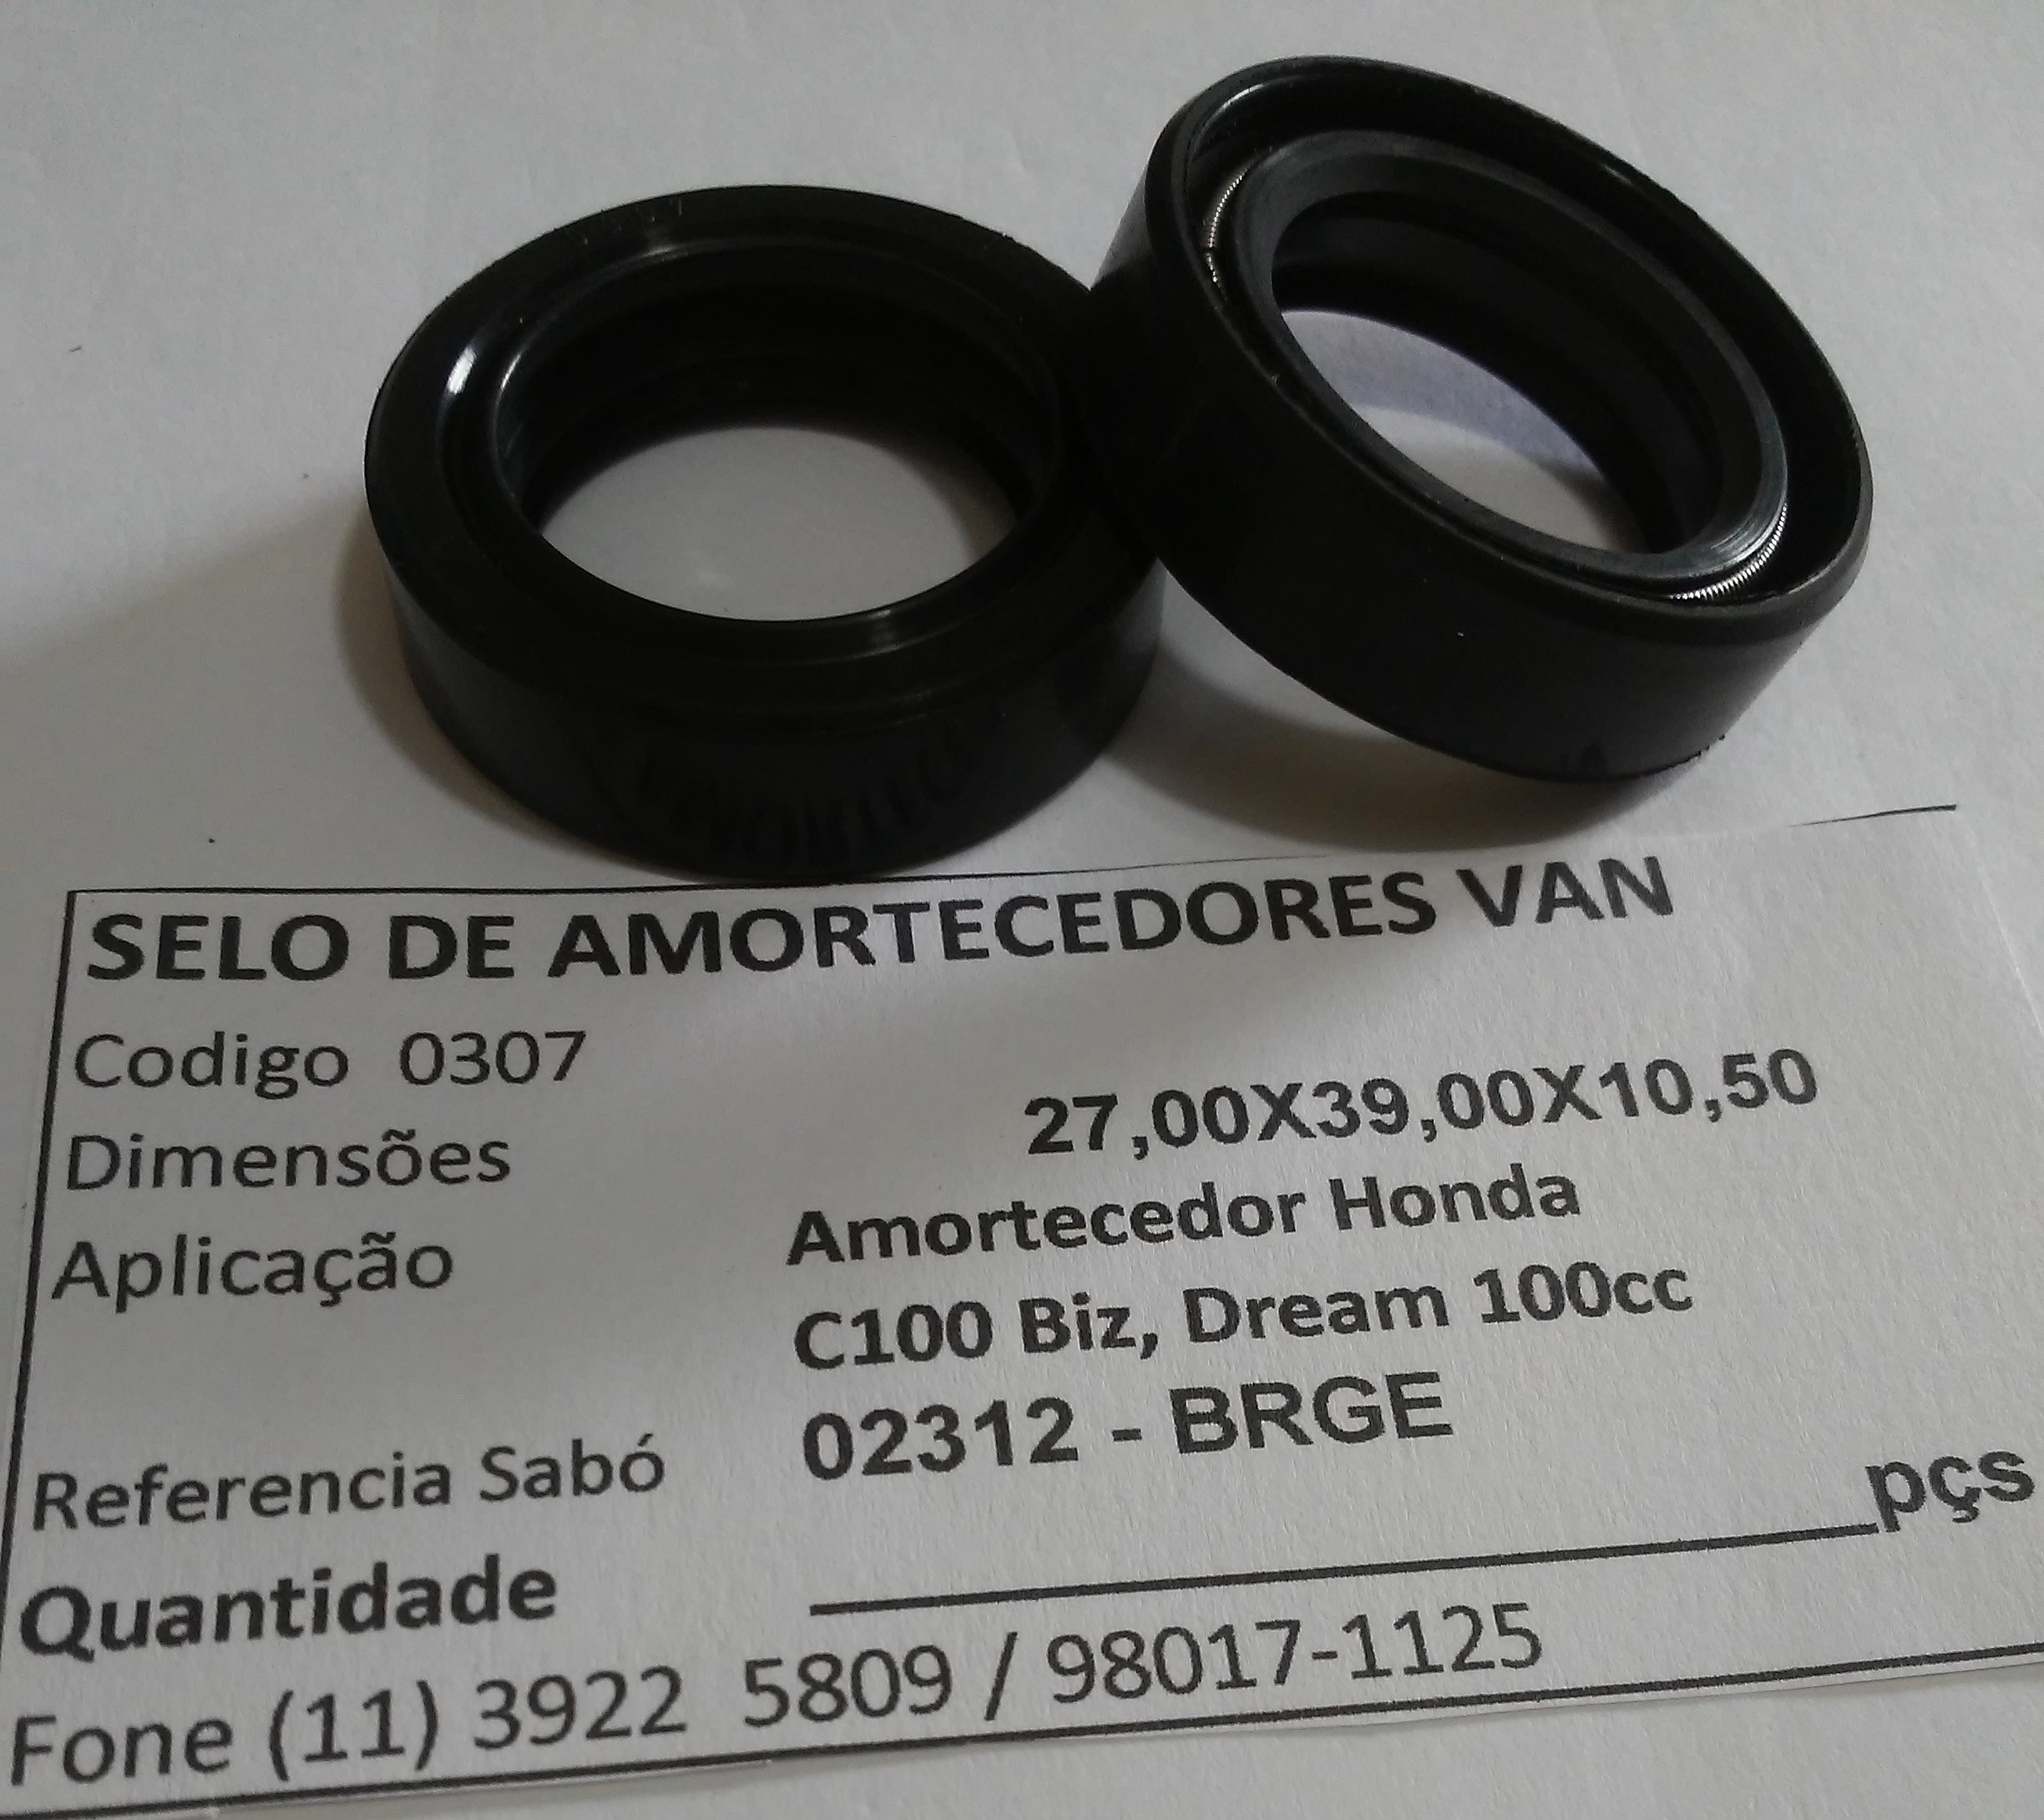 SELO DE AMORTECEDORES VAN
Codigo 0307
Dimensões 27,00X39,00X10,50
Aplicação Amortecedor Honda
C100 Biz, Dream 100cc
Referencia Sabó 02312 - BRGE
Quantidade ____________________pçs
Fone (11) 3922 5809 / 98017-1125